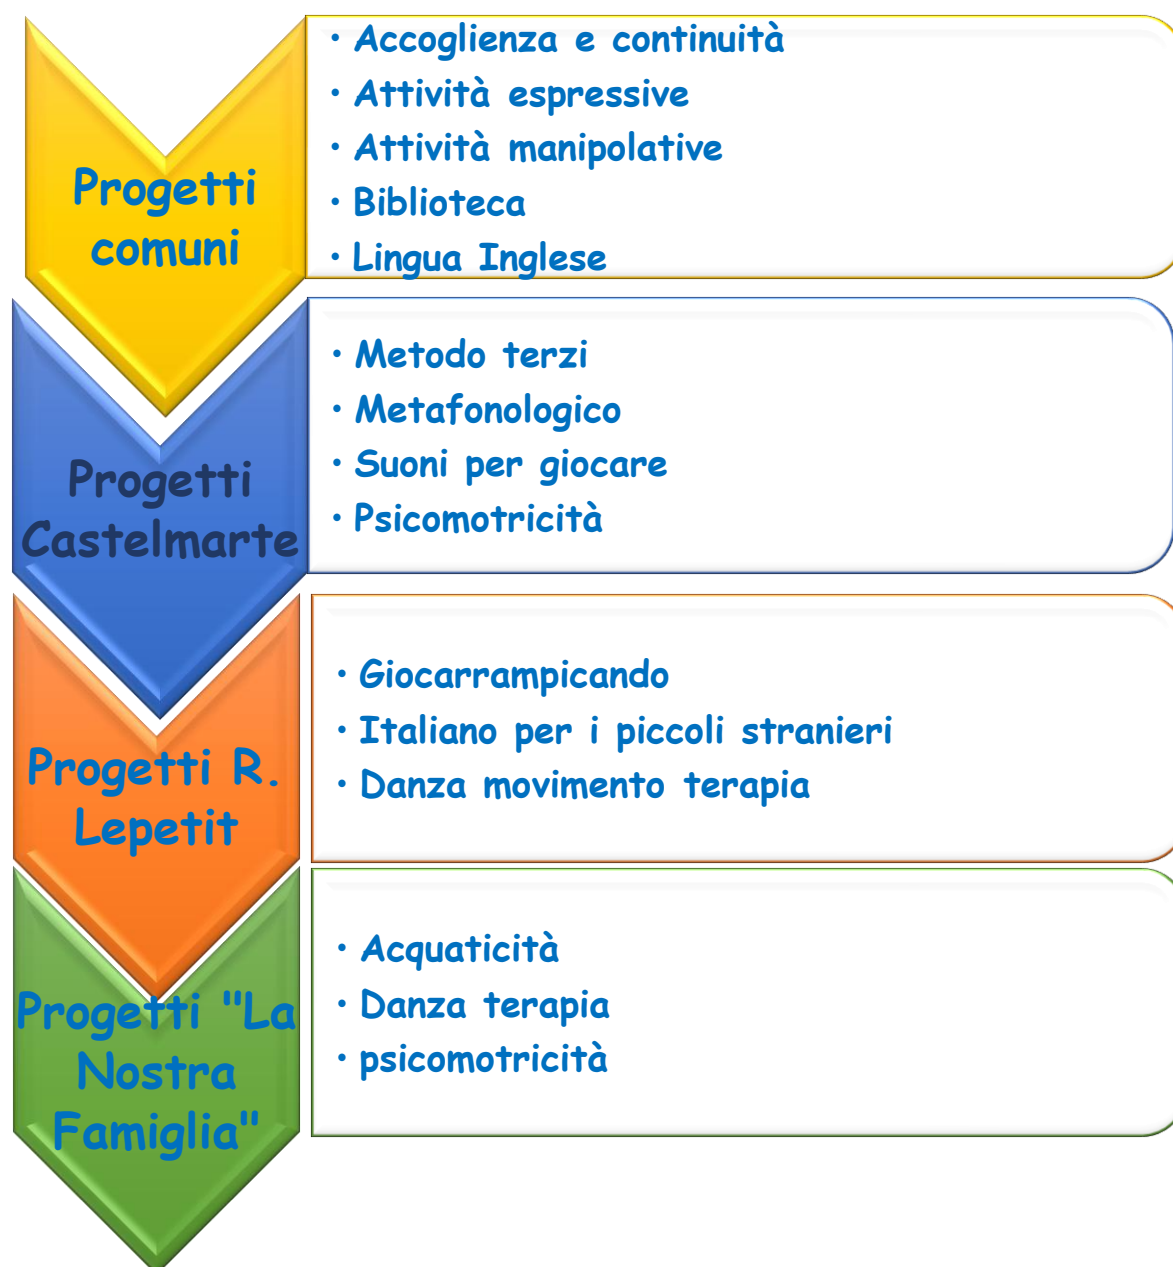 Progetti
comuni
· Accoglienza e continuità
· Attività espressive
· Attività manipolative
· Biblioteca
· Lingua Inglese
Progetti
Castelmarte
· Metodo terzi
· Metafonologico
· Suoni per giocare
· Psicomotricità
Progetti R.
Lepetit
· Giocarrampicando
· Italiano per i piccoli stranieri
· Danza movimento terapia
Progetti "La
Nostra
Famiglia"
· Acquaticità
· Danza terapia
· psicomotricità